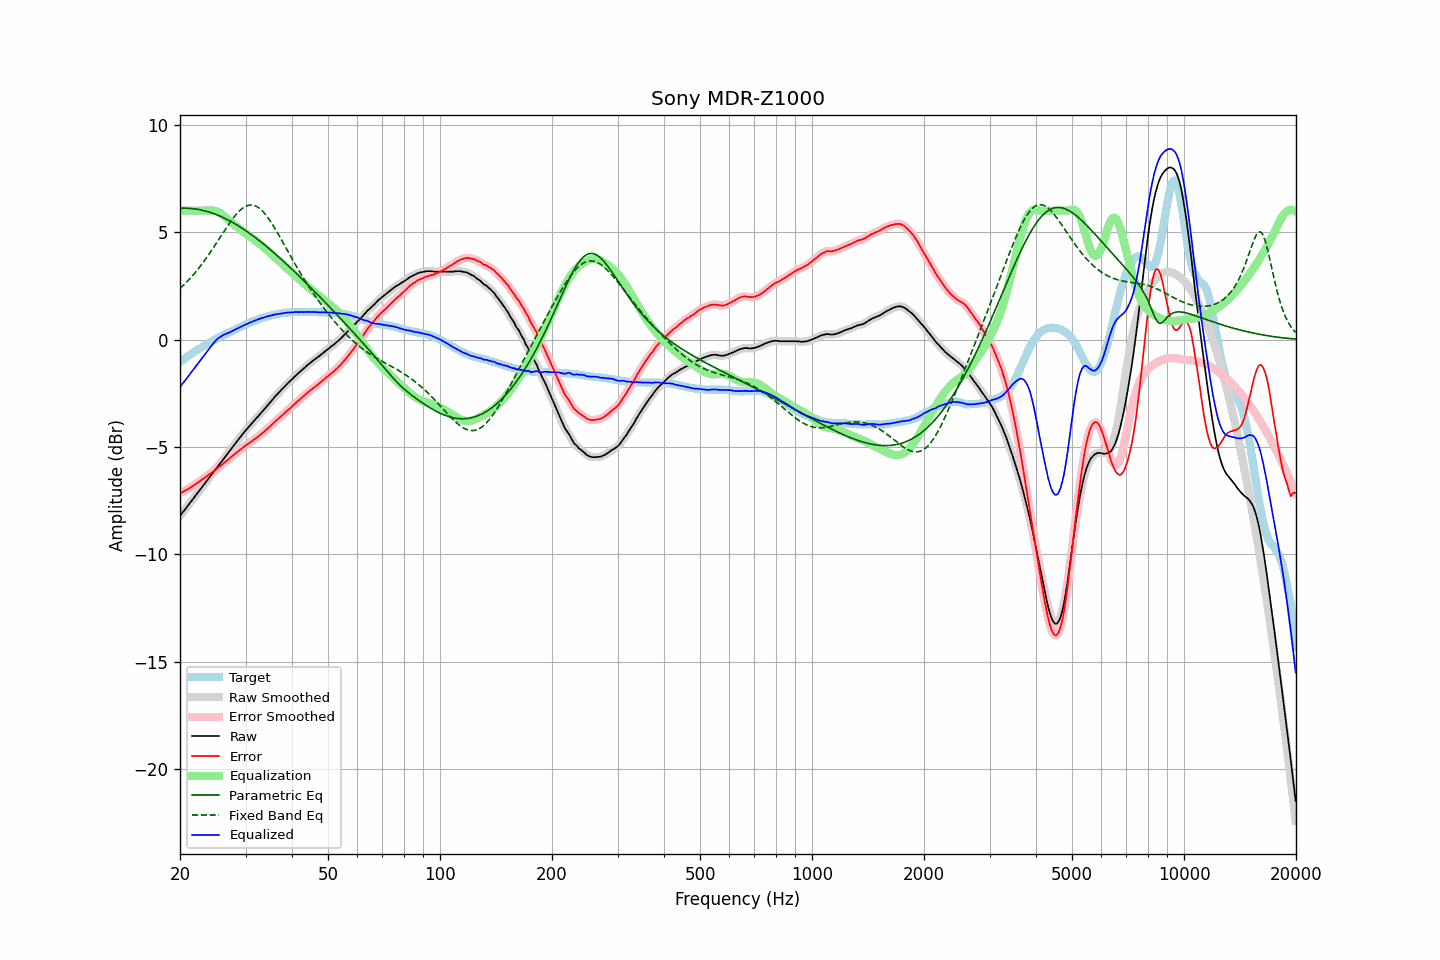 Sony MDR-Z1000
Amplitude (dBr)
10
5
0
−5
−10
−15
−20
Target
Raw Smoothed
Error Smoothed
Raw
Error
Equalization
Parametric Eq
Fixed Band Eq
Equalized
20 50 100 200 500 1000 2000 5000 10000 20000
Frequency (Hz)